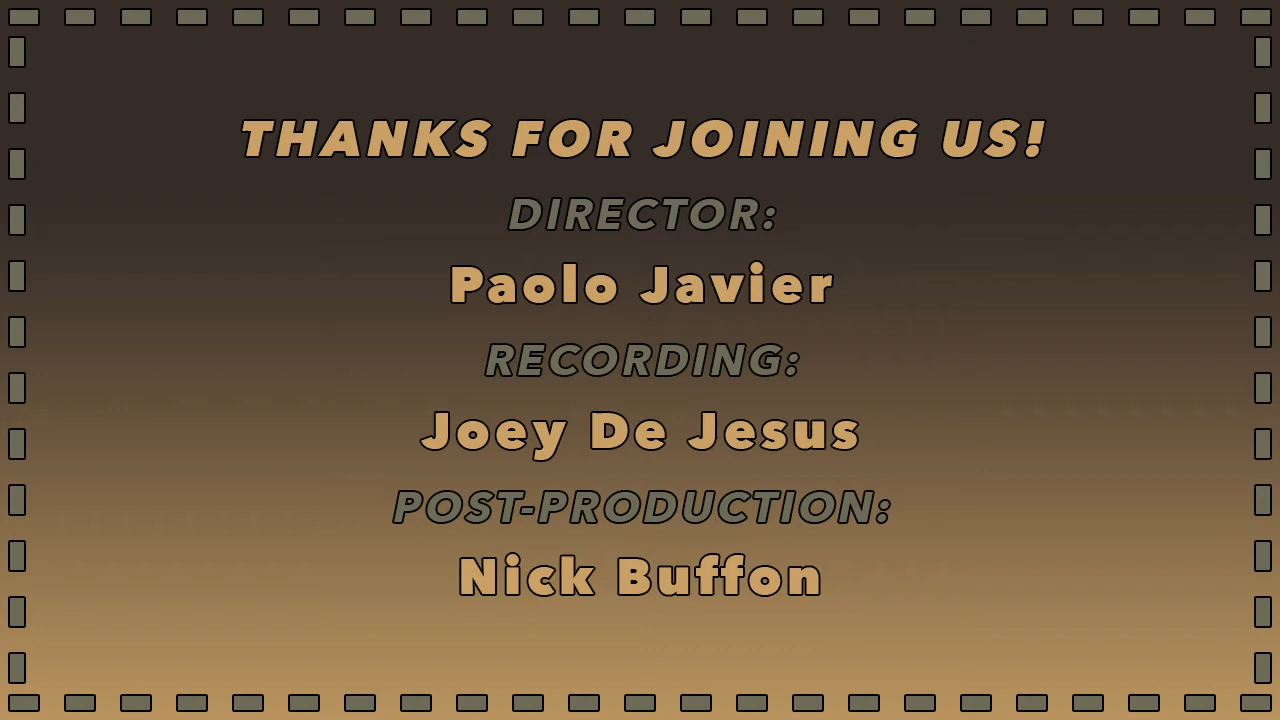 THANKS FOR JOINING US!
DIRECTOR:
Paolo Javier
RECORDING:
Joey De Jesus
POST-PRODUCTION:
Nick Buffon